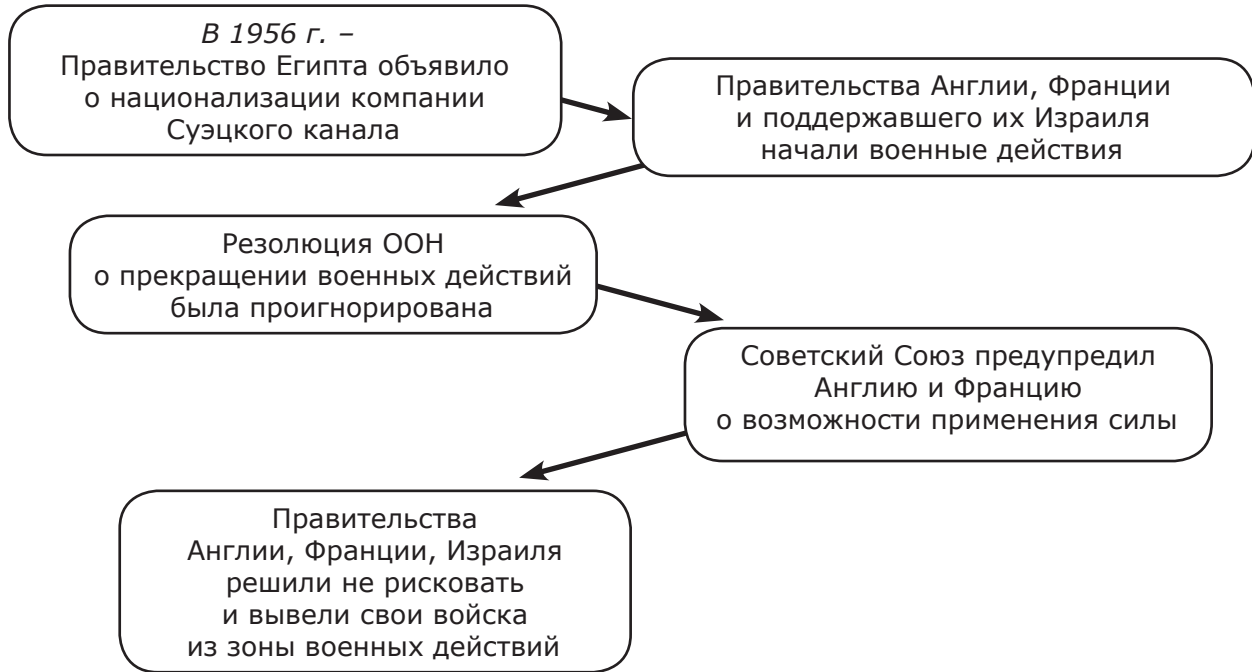 В 1956 г. –
Правительство Египта объявило
о национализации компании
Суэцкого канала
Правительства Англии, Франции
и поддержавшего их Израиля
начали военные действия
Резолюция ООН
о прекращении военных действий
была проигнорирована
Советский Союз предупредил
Англию и Францию
о возможности применения силы
Правительства
Англии, Франции, Израиля
решили не рисковать
и вывели свои войска
из зоны военных действий